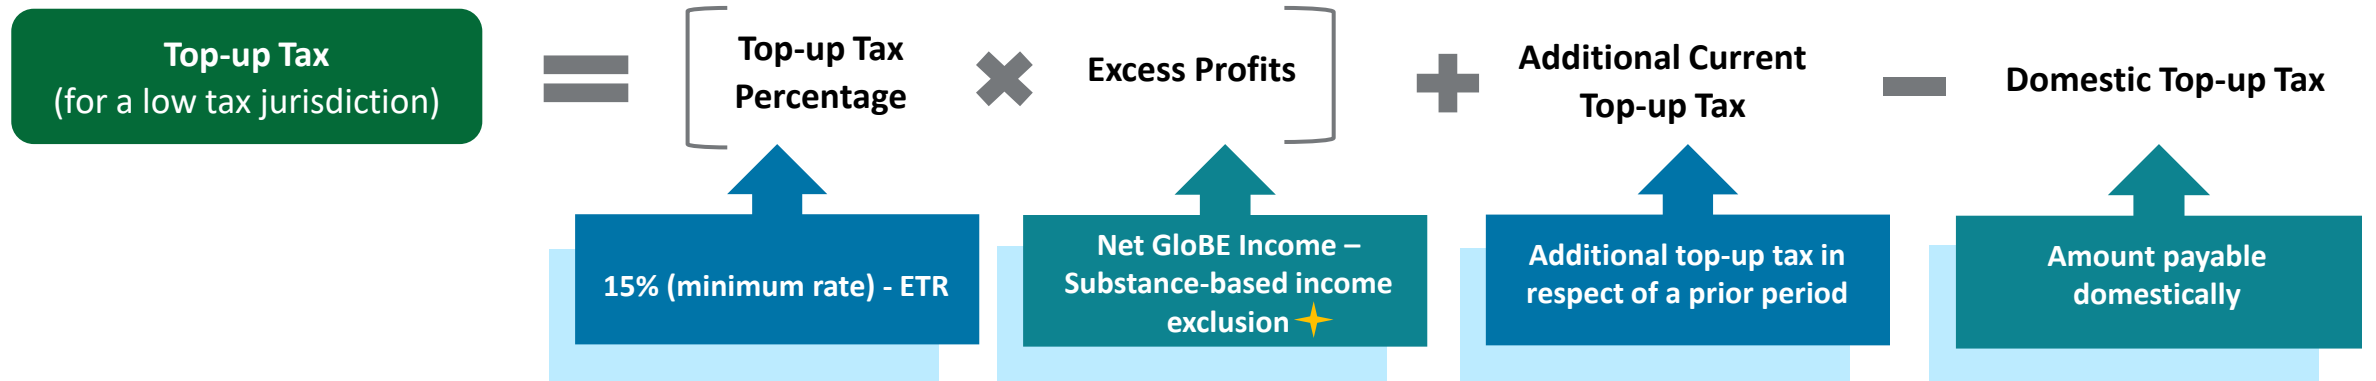 Top-up Tax
(for a low tax jurisdiction)
Top-up Tax
Percentage
Excess Profits
Additional Current
Top-up Tax
Domestic Top-up Tax
15% (minimum rate) - ETR
Net GloBE Income –
Substance-based income
exclusion
Additional top-up tax in
respect of a prior period
Amount payable
domestically